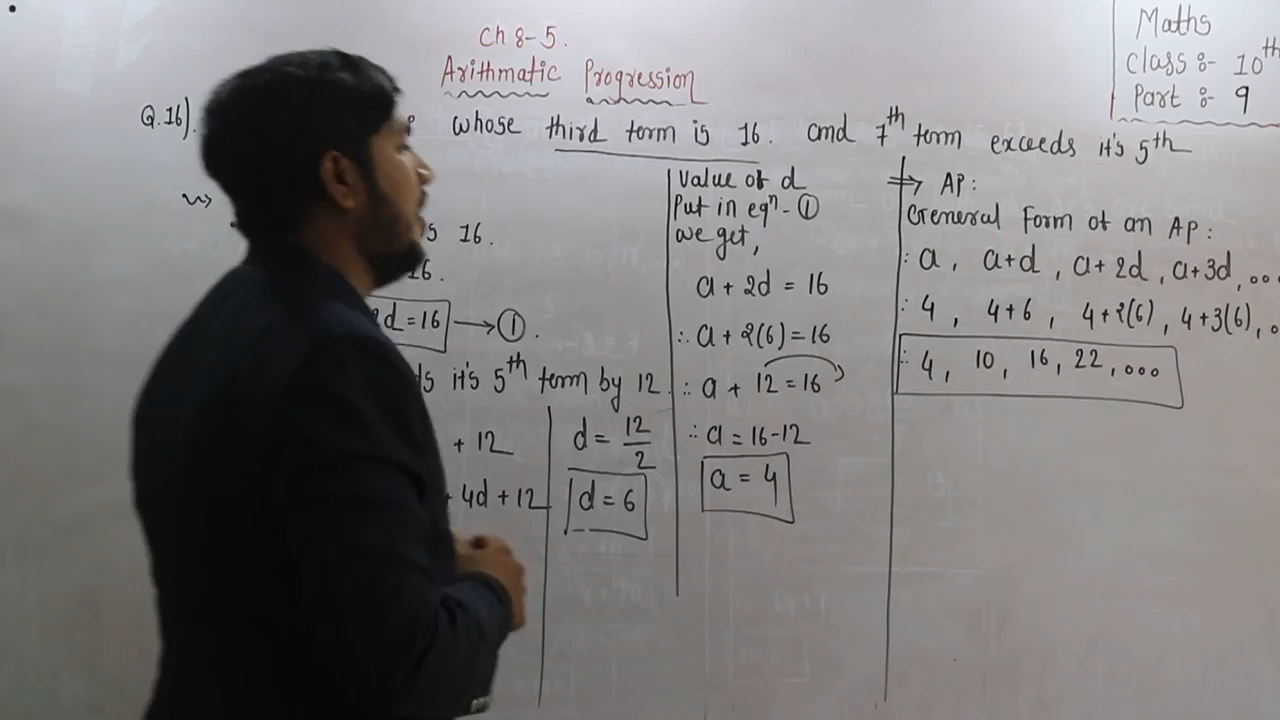 Ch 8-5.
Arithmatic Progression
Maths
Class :- 10th
Part :- 9
Q.16).
whose third term is 16. and 7th term exceeds it's 5th
16.
16.
2d = 16 → ①.
it's 5th term by 12.
+ 12
+ 4d + 12
d = 12/2
d = 6
Value of d
Put in eqn - ①
we get,
a + 2d = 16
∴ a + 2(6) = 16
∴ a + 12 = 16
∴ a = 16 - 12
a = 4
⇒ AP:
General Form of an AP:
: a, a+d, a+2d, a+3d, ...
: 4, 4+6, 4+2(6), 4+3(6), .
∴ 4, 10, 16, 22, ...